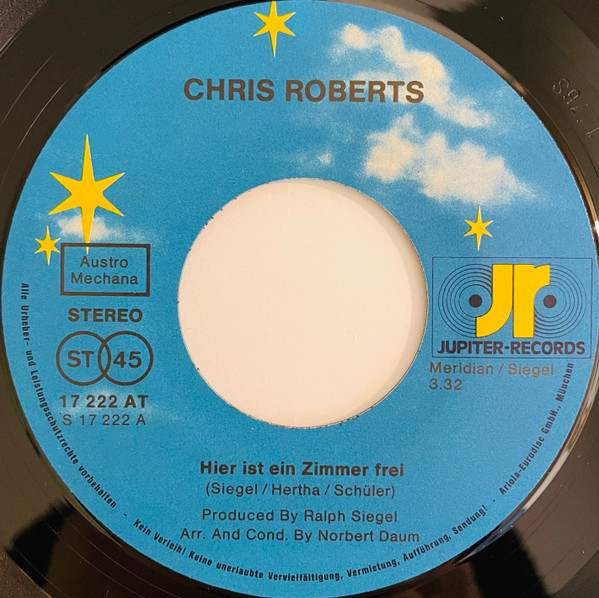 CHRIS ROBERTS
Austro
Mechana
STEREO
ST 45
17 222 AT
S 17 222 A
jr
JUPITER-RECORDS
Meridian / Siegel
3.32
Hier ist ein Zimmer frei
(Siegel / Hertha / Schüler)
Produced By Ralph Siegel
Arr. And Cond. By Norbert Daum
Alle Urheber- und Leistungsschutzrechte vorbehalten - Kein Verleih! Keine unerlaubte Vervielfältigung, Vermietung, Aufführung, Sendung! - Ariola-Eurodisc GmbH., München